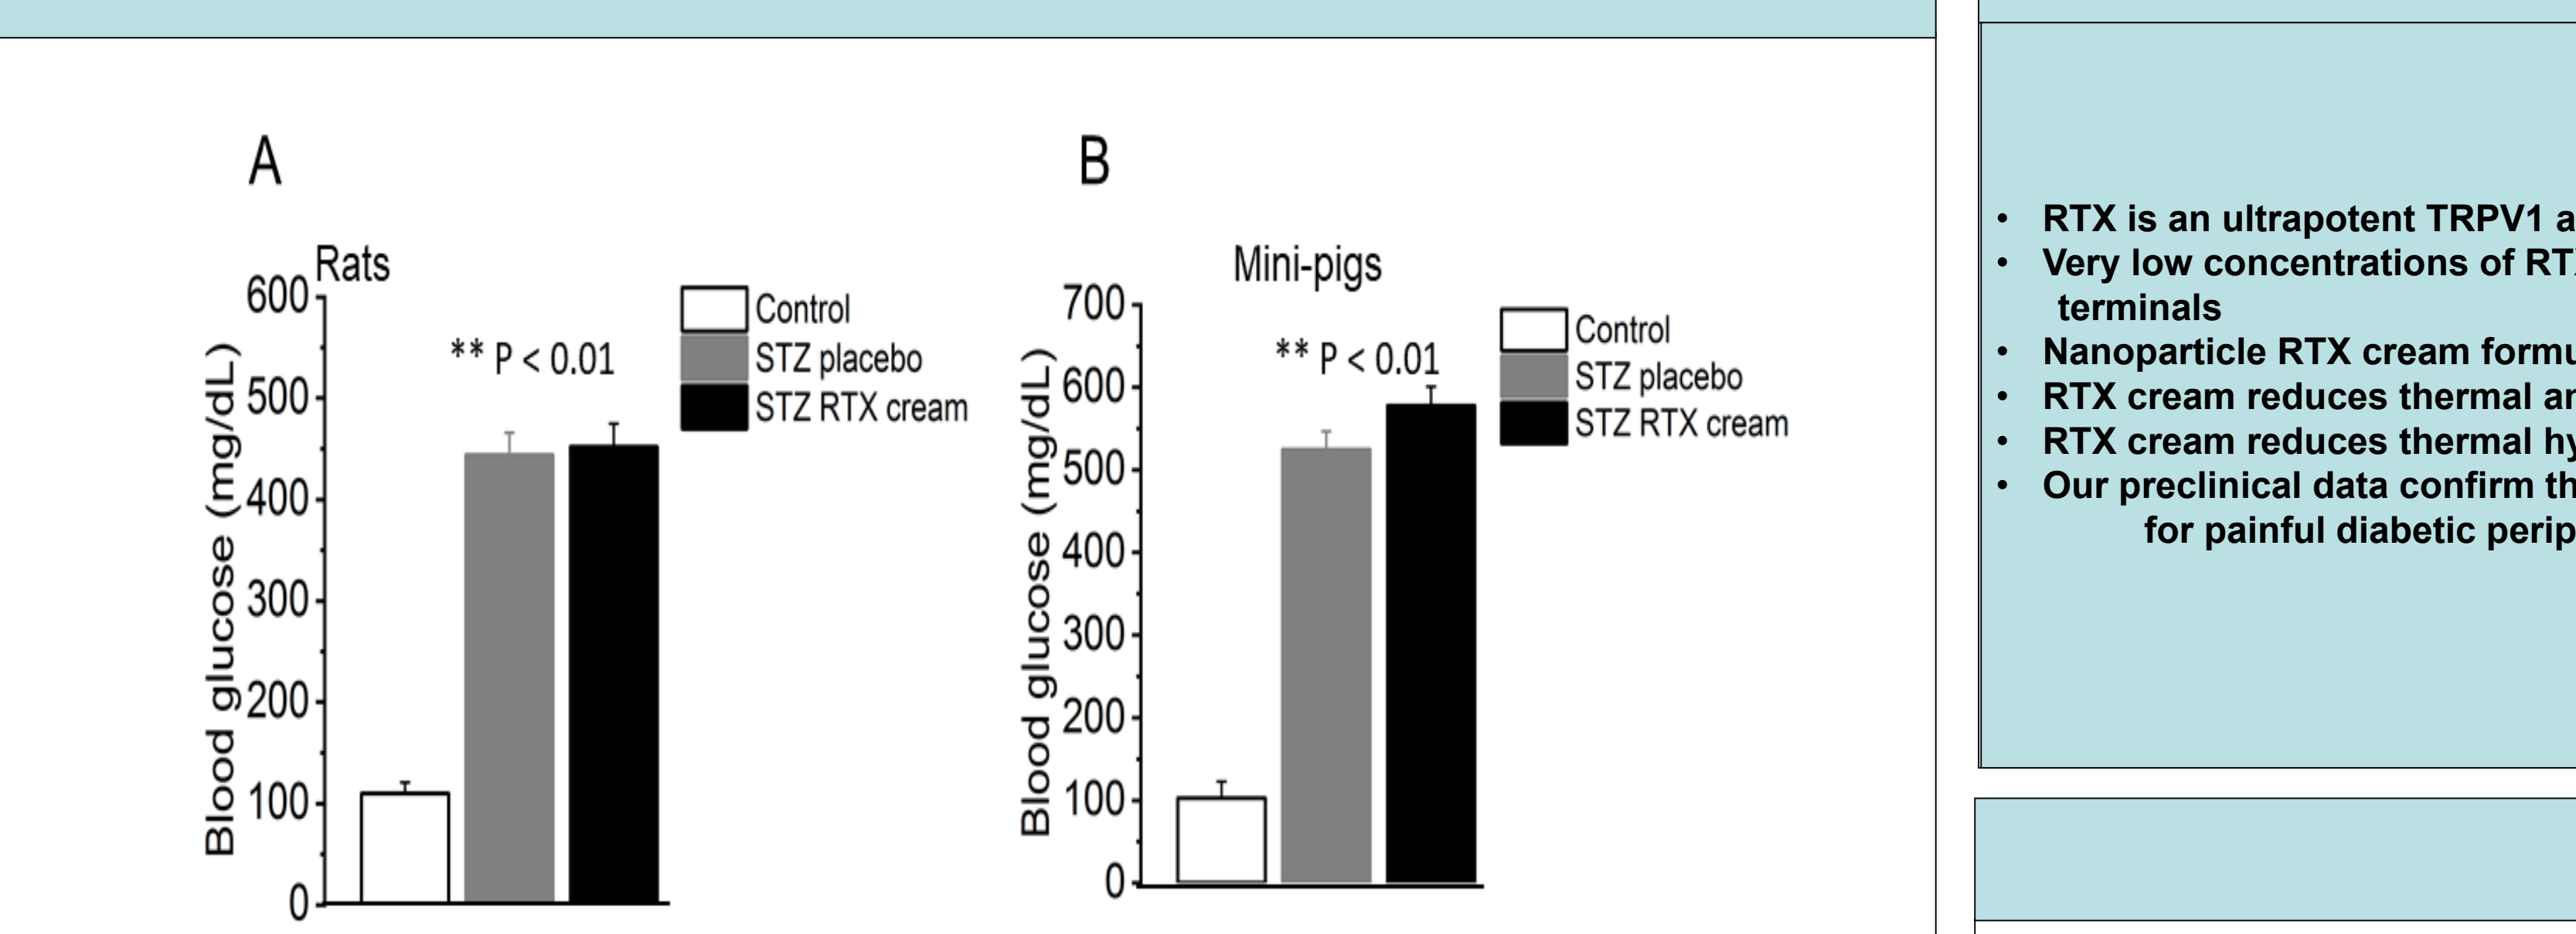 A
Rats
600
500
400
300
200
100
0
Blood glucose (mg/dL)
** P < 0.01
Control
STZ placebo
STZ RTX cream
B
Mini-pigs
700
600
500
400
300
200
100
0
Blood glucose (mg/dL)
** P < 0.01
Control
STZ placebo
STZ RTX cream
• RTX is an ultrapotent TRPV1 a
• Very low concentrations of RT
terminals
• Nanoparticle RTX cream formu
• RTX cream reduces thermal an
• RTX cream reduces thermal hy
• Our preclinical data confirm th
for painful diabetic perip